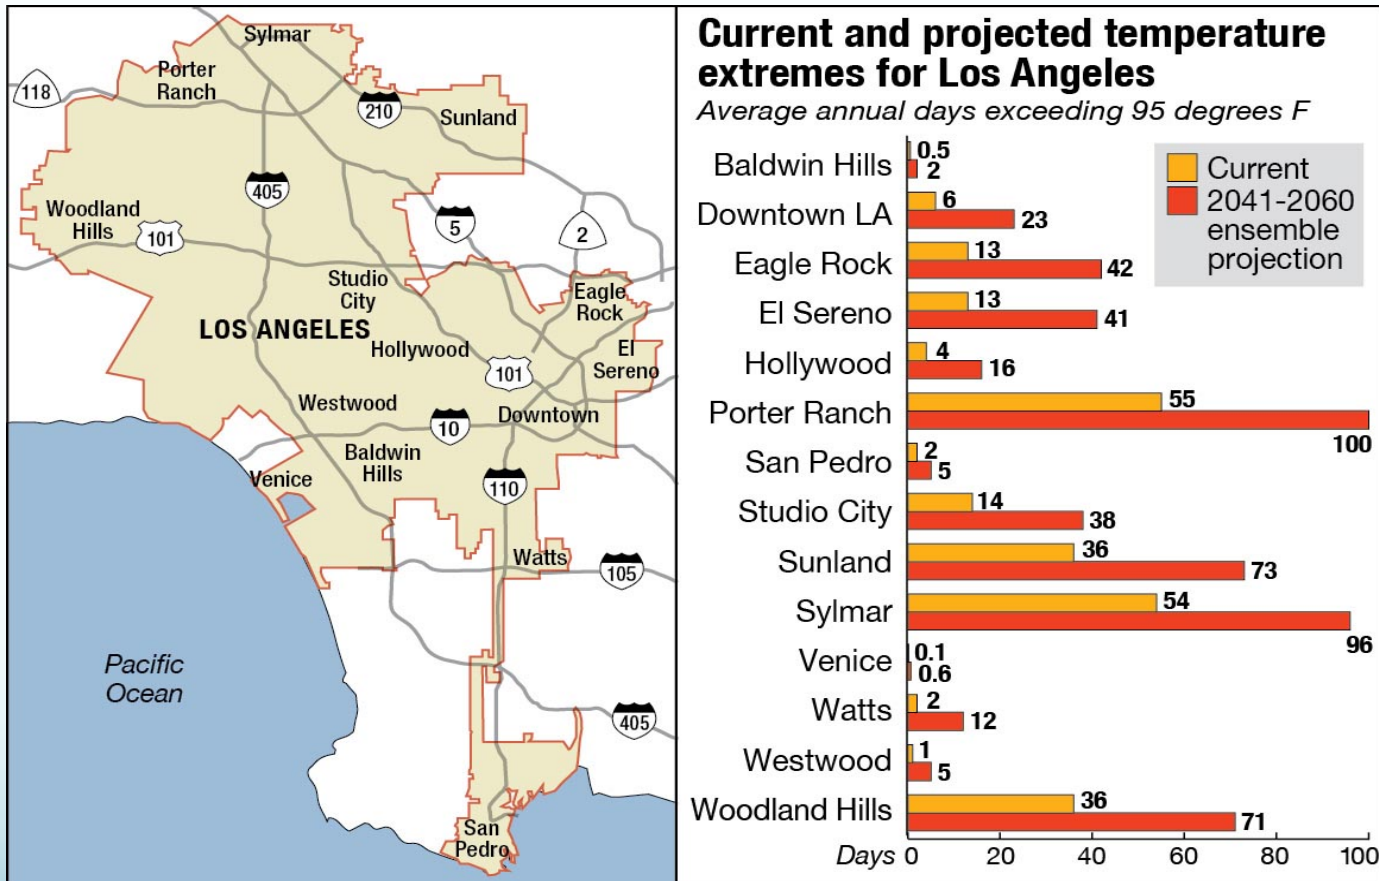 Sylmar
Porter
Ranch
118
210
Sunland
405
Woodland
Hills
101
5
2
Studio
City
Eagle
Rock
LOS ANGELES
Hollywood
El
Sereno
101
Westwood
10
Downtown
Baldwin
Hills
Venice
110
Watts
105
Pacific
Ocean
405
San
Pedro
Current and projected temperature
extremes for Los Angeles
Average annual days exceeding 95 degrees F
Current
2041-2060
ensemble
projection
Baldwin Hills 0.5
2
Downtown LA 6
23
Eagle Rock 13
42
El Sereno 13
41
Hollywood 4
16
Porter Ranch 55
100
San Pedro 2
5
Studio City 14
38
Sunland 36
73
Sylmar 54
96
Venice 0.1
0.6
Watts 2
12
Westwood 1
5
Woodland Hills 36
71
Days 0 20 40 60 80 100